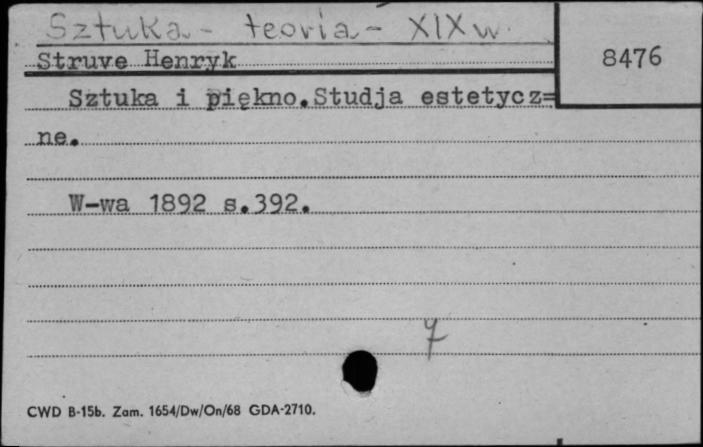 Sztuka - teoria - XIX w.
Struve Henryk
8476
Sztuka i piękno.Studja estetycz=
ne.
W-wa 1892 s.392.
7
CWD B-15b. Zam. 1654/Dw/On/68 GDA-2710.